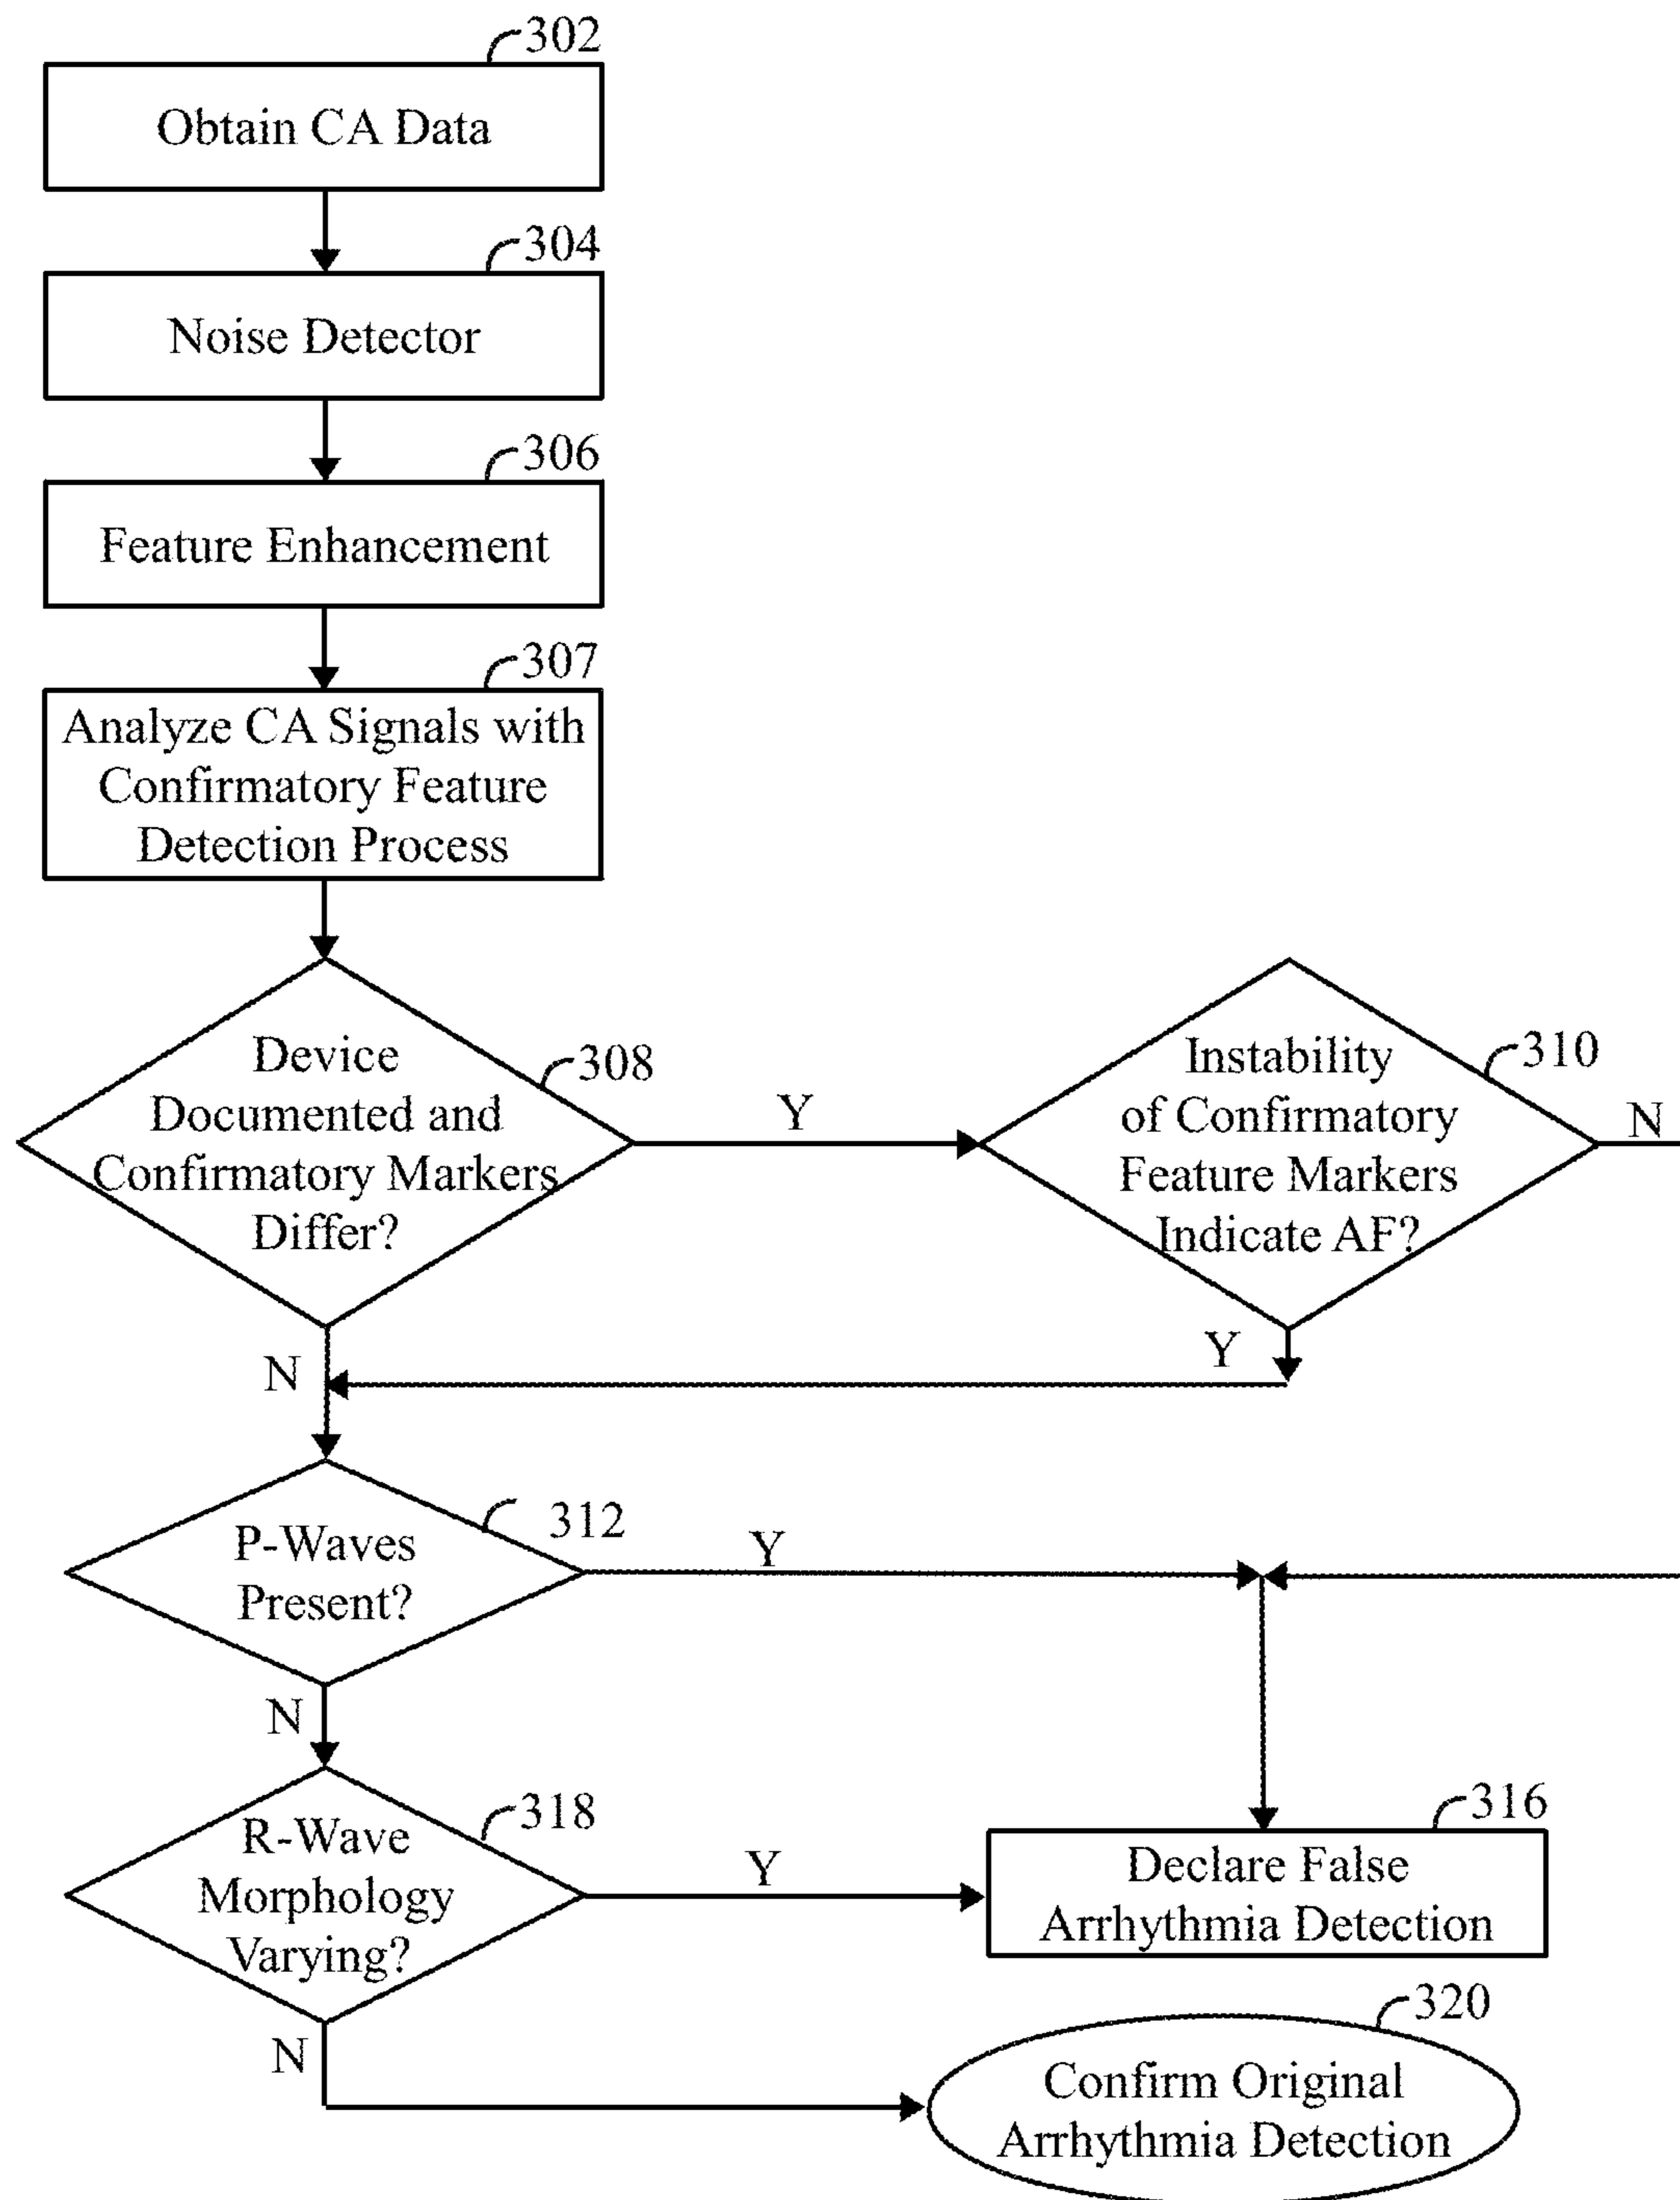 302
Obtain CA Data
304
Noise Detector
306
Feature Enhancement
307
Analyze CA Signals with
Confirmatory Feature
Detection Process
Device
Documented and
Confirmatory Markers
Differ?
308
Y
Instability
of Confirmatory
Feature Markers
Indicate AF?
310
N
N
Y
P-Waves
Present?
312
Y
N
R-Wave
Morphology
Varying?
318
Y
316
Declare False
Arrhythmia Detection
N
320
Confirm Original
Arrhythmia Detection